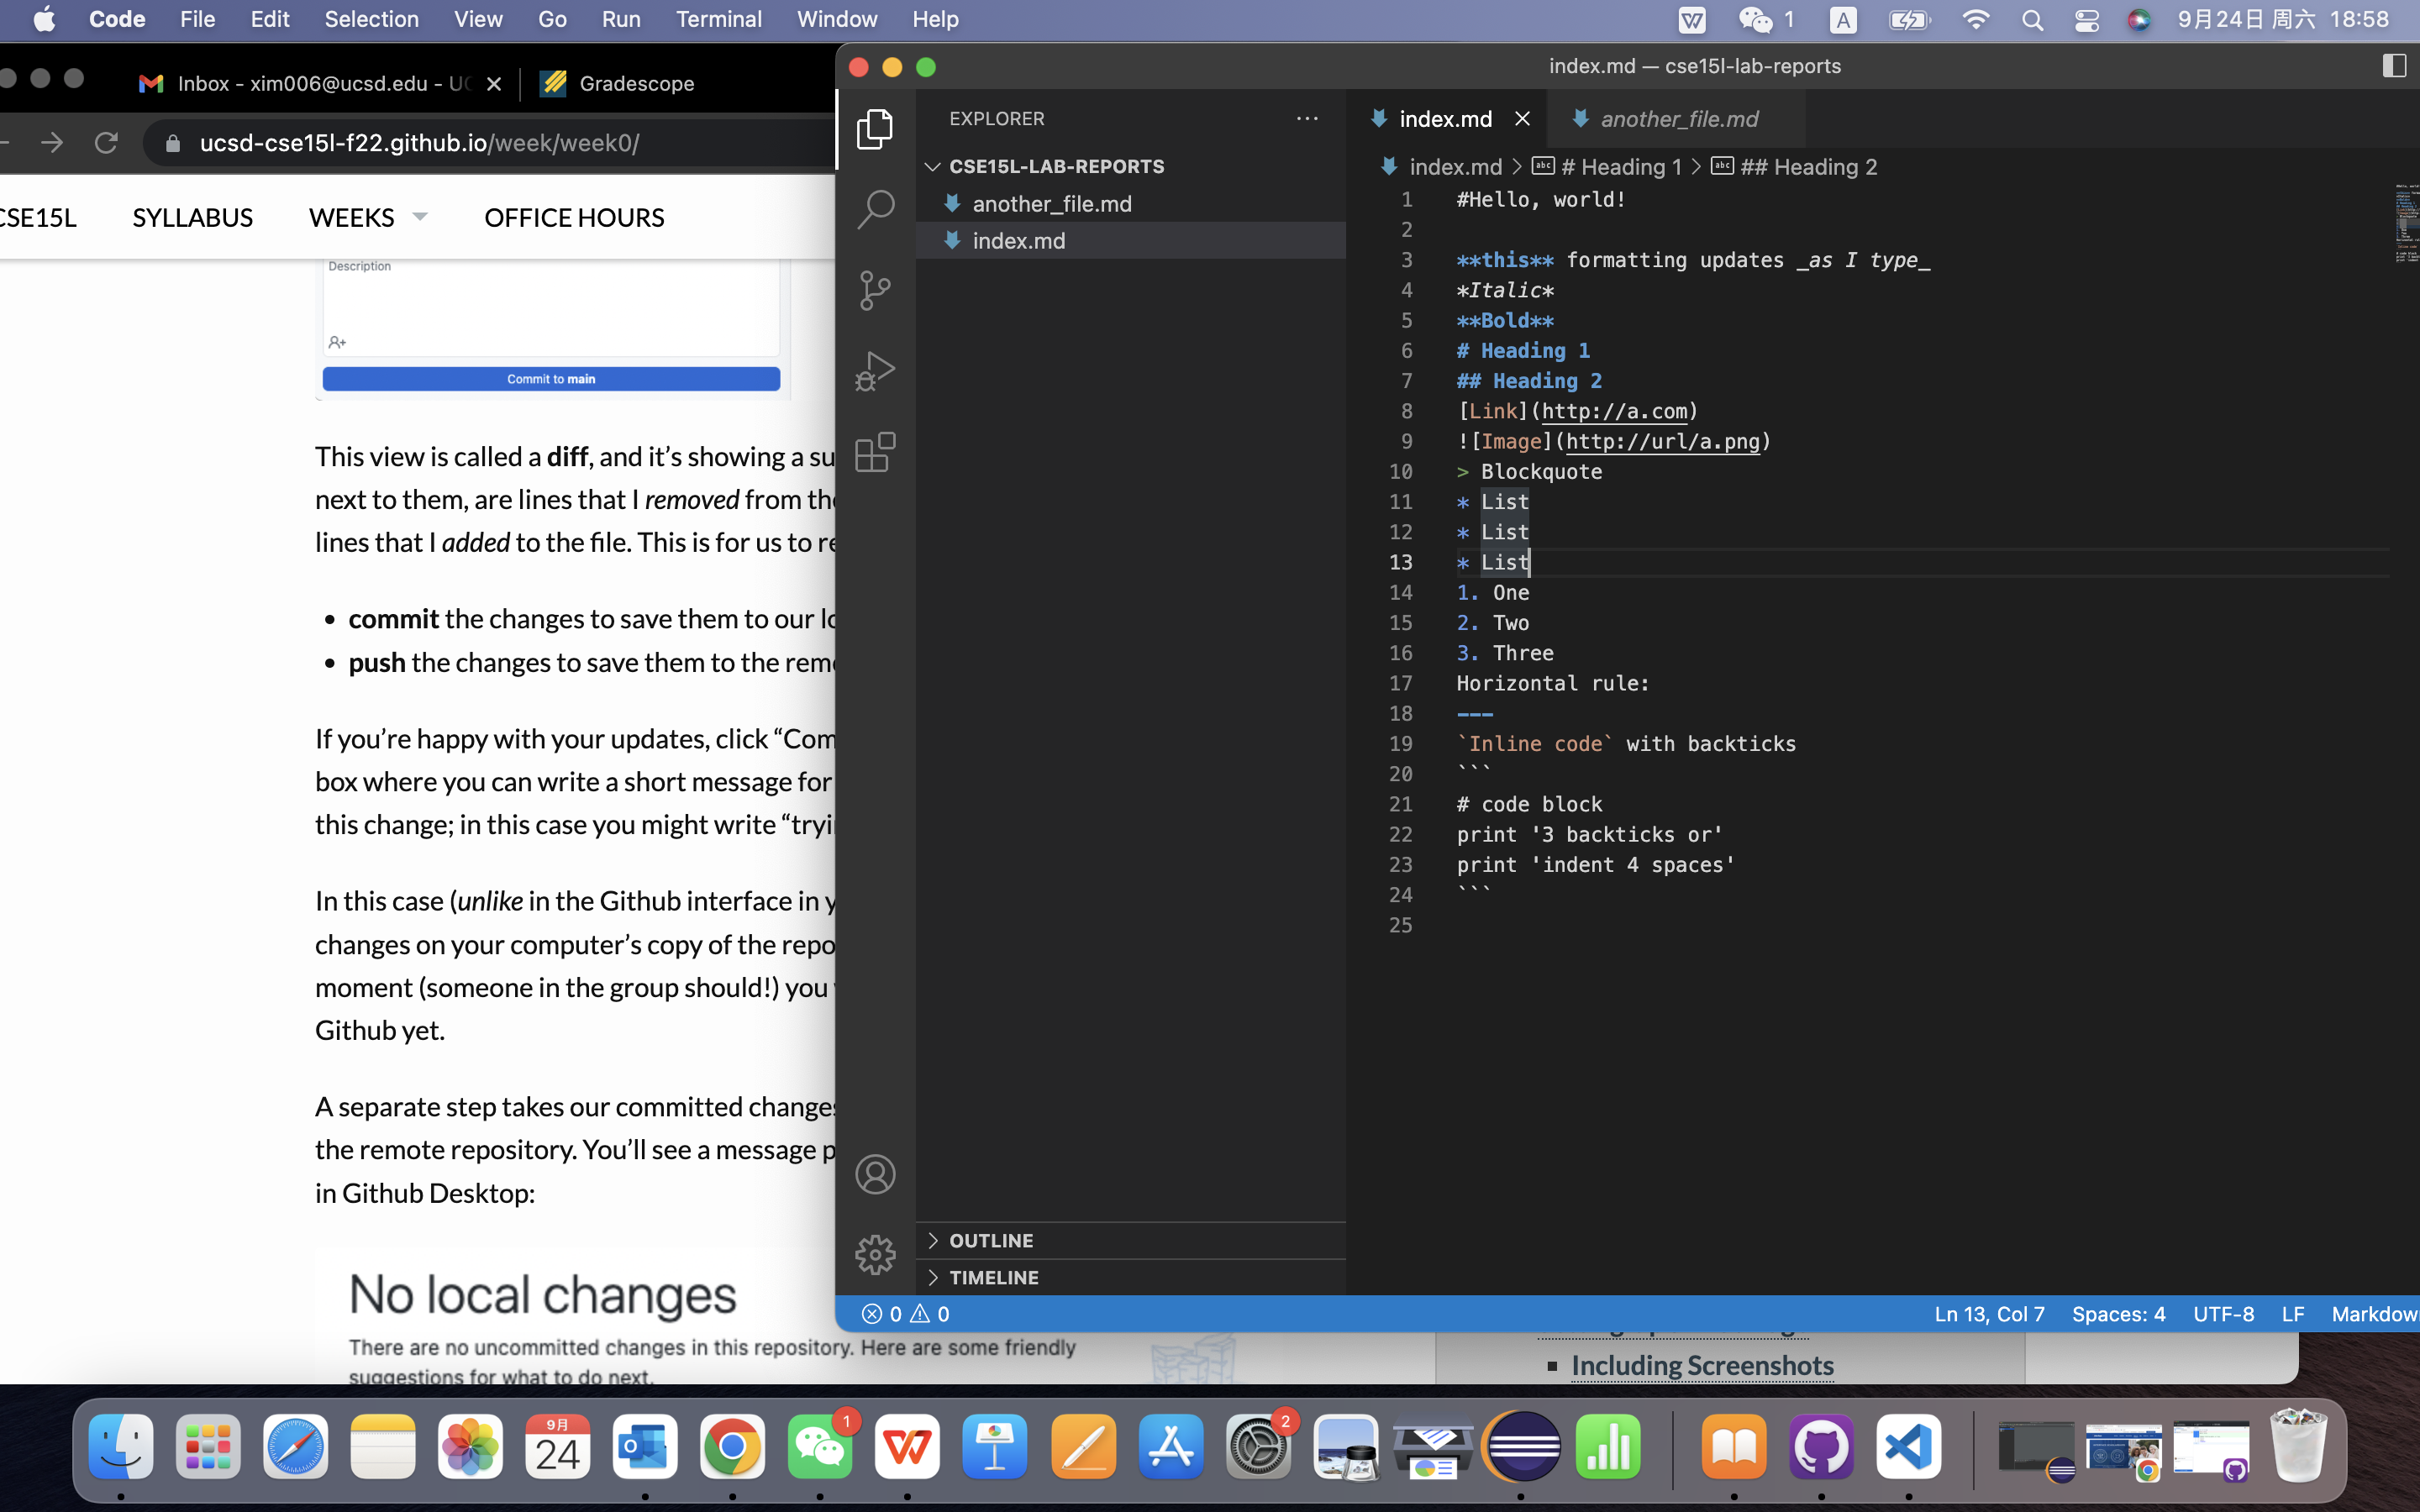 Code File Edit Selection View Go Run Terminal Window Help 1 A 9月24日 周六 18:58
Inbox - xim006@ucsd.edu - UC Gradescope
ucsd-cse15l-f22.github.io/week/week0/
CSE15L SYLLABUS WEEKS OFFICE HOURS
Description
Commit to main
This view is called a diff, and it's showing a su
next to them, are lines that I removed from the
lines that I added to the file. This is for us to re
commit the changes to save them to our lo
push the changes to save them to the rem
If you're happy with your updates, click “Com
box where you can write a short message for
this change; in this case you might write “tryi
In this case (unlike in the Github interface in y
changes on your computer's copy of the repo
moment (someone in the group should!) you
Github yet.
A separate step takes our committed changes
the remote repository. You'll see a message p
in Github Desktop:
No local changes
There are no uncommitted changes in this repository. Here are some friendly
suggestions for what to do next.
index.md — cse15l-lab-reports
EXPLORER
CSE15L-LAB-REPORTS
another_file.md
index.md
OUTLINE
TIMELINE
index.md another_file.md
index.md > # Heading 1 > ## Heading 2
1 #Hello, world!
2
3 **this** formatting updates _as I type_
4 *Italic*
5 **Bold**
6 # Heading 1
7 ## Heading 2
8 [Link](http://a.com)
9 ![Image](http://url/a.png)
10 > Blockquote
11 * List
12 * List
13 * List
14 1. One
15 2. Two
16 3. Three
17 Horizontal rule:
18 ---
19 `Inline code` with backticks
20 ```
21 # code block
22 print '3 backticks or'
23 print 'indent 4 spaces'
24 ```
25
0 0 Ln 13, Col 7 Spaces: 4 UTF-8 LF Markdow
Including Screenshots
9月
24
1
2